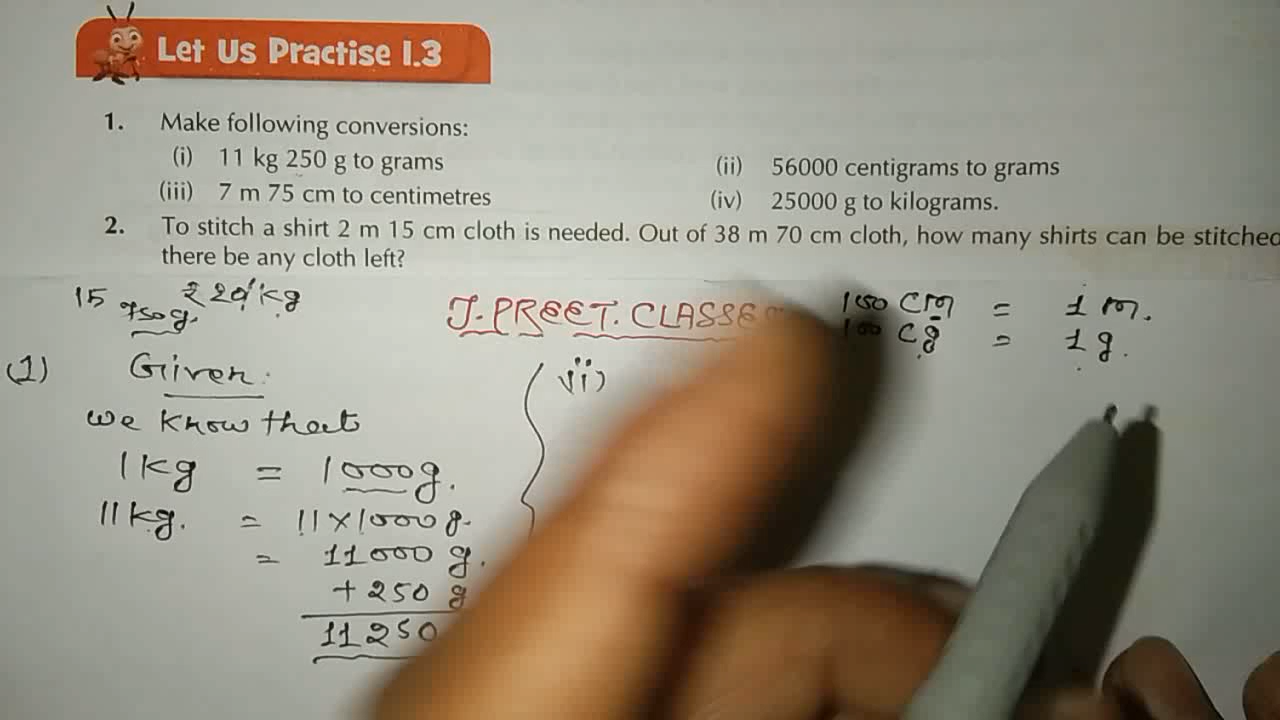 Let Us Practise 1.3
1. Make following conversions:
(i) 11 kg 250 g to grams
(ii) 56000 centigrams to grams
(iii) 7 m 75 cm to centimetres
(iv) 25000 g to kilograms.
2. To stitch a shirt 2 m 15 cm cloth is needed. Out of 38 m 70 cm cloth, how many shirts can be stitched
there be any cloth left?
15
750g.
J. PREET. CLASSE
100 CM = 1 m.
100 Cg = 1 g.
(1) Given:
ii)
we know that
1 kg = 1000g.
11 kg. = 11 x 1000 g.
= 11000 g.
+ 250 g
11250